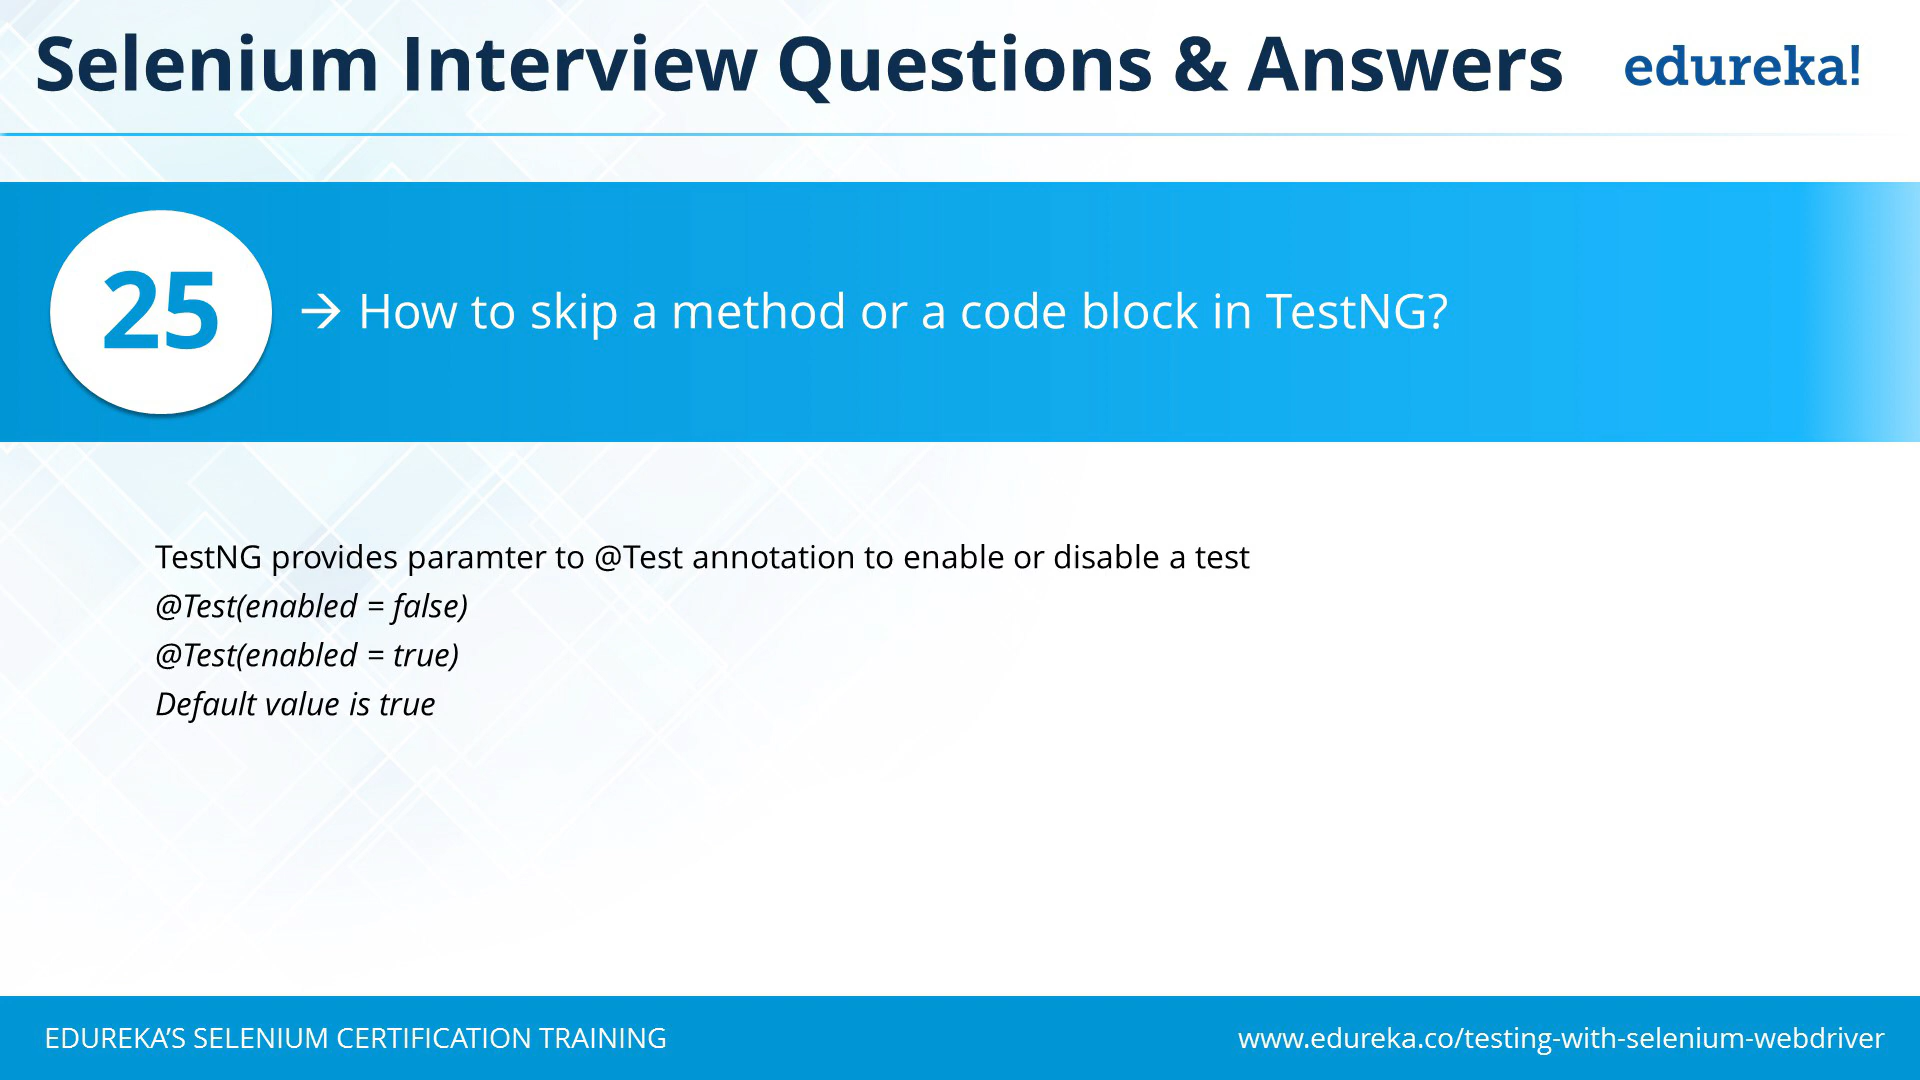 Selenium Interview Questions & Answers
edureka!
25
→ How to skip a method or a code block in TestNG?
TestNG provides paramter to @Test annotation to enable or disable a test
@Test(enabled = false)
@Test(enabled = true)
Default value is true
EDUREKA’S SELENIUM CERTIFICATION TRAINING
www.edureka.co/testing-with-selenium-webdriver